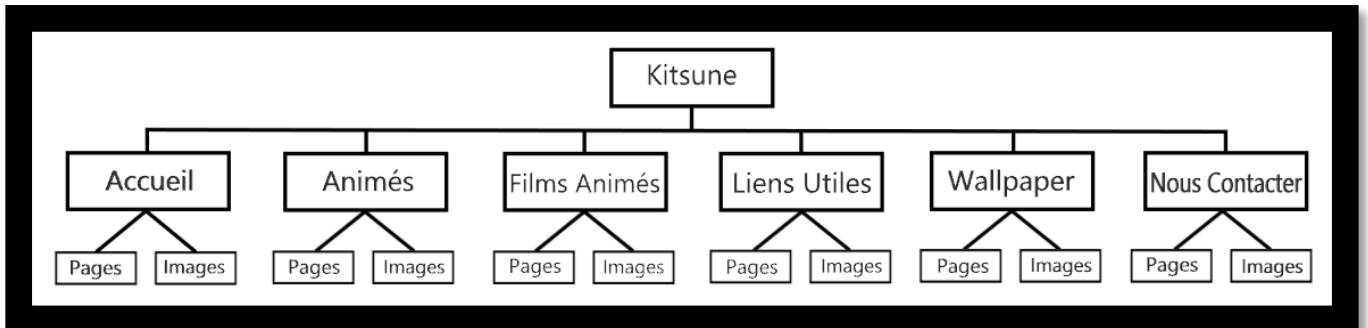 Kitsune
Accueil
Animés
Films Animés
Liens Utiles
Wallpaper
Nous Contacter
Pages
Images
Pages
Images
Pages
Images
Pages
Images
Pages
Images
Pages
Images